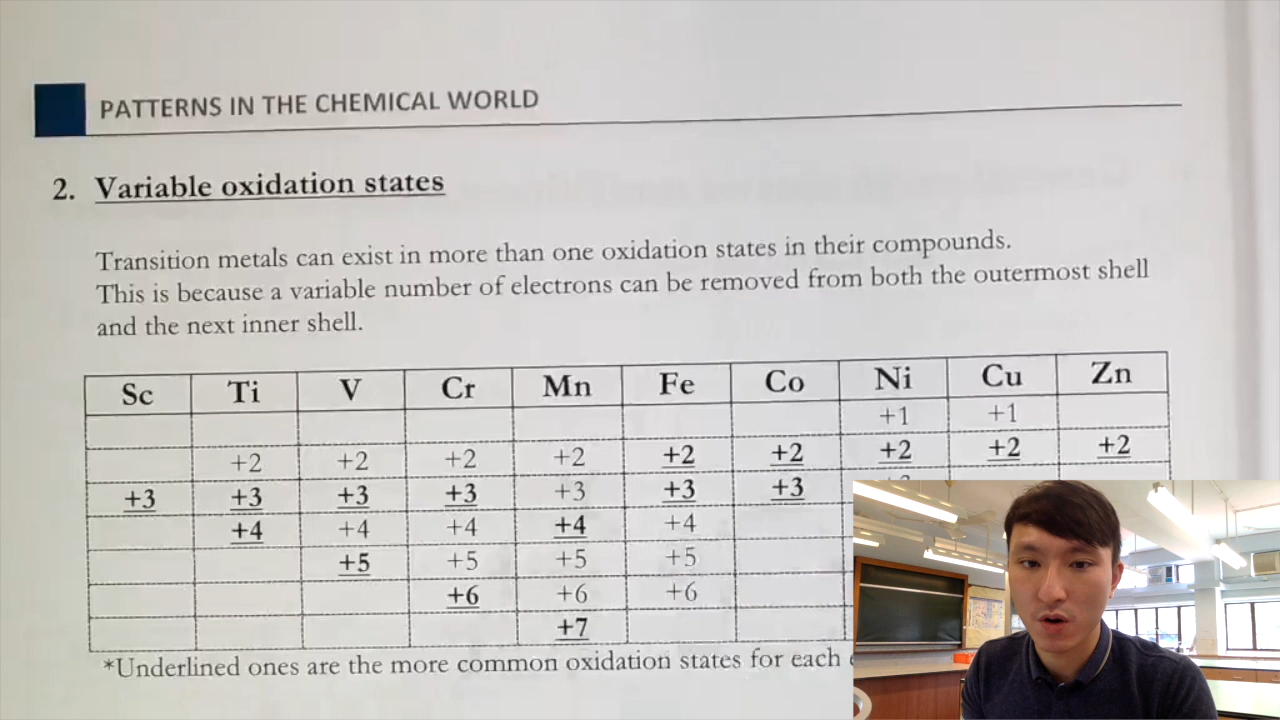 PATTERNS IN THE CHEMICAL WORLD
2. Variable oxidation states
Transition metals can exist in more than one oxidation states in their compounds.
This is because a variable number of electrons can be removed from both the outermost shell
and the next inner shell.
Sc Ti V Cr Mn Fe Co Ni Cu Zn
+1 +1
+2 +2 +2 +2 +2 +2 +2 +2 +2
+3 +3 +3 +3 +3 +3 +3
+4 +4 +4 +4 +4
+5 +5 +5 +5
+6 +6 +6
+7
*Underlined ones are the more common oxidation states for each